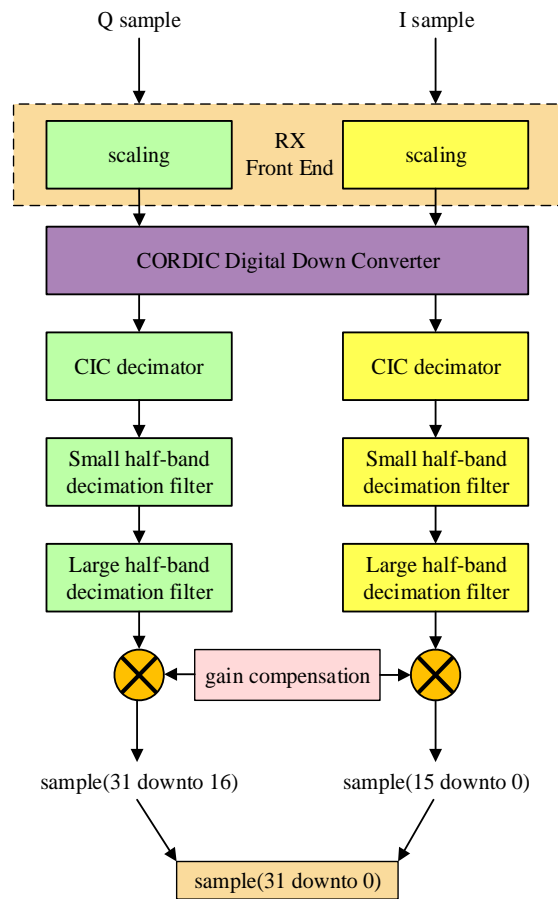 Q sample
I sample
scaling
RX
Front End
scaling
CORDIC Digital Down Converter
CIC decimator
CIC decimator
Small half-band
decimation filter
Small half-band
decimation filter
Large half-band
decimation filter
Large half-band
decimation filter
gain compensation
sample(31 downto 16)
sample(15 downto 0)
sample(31 downto 0)